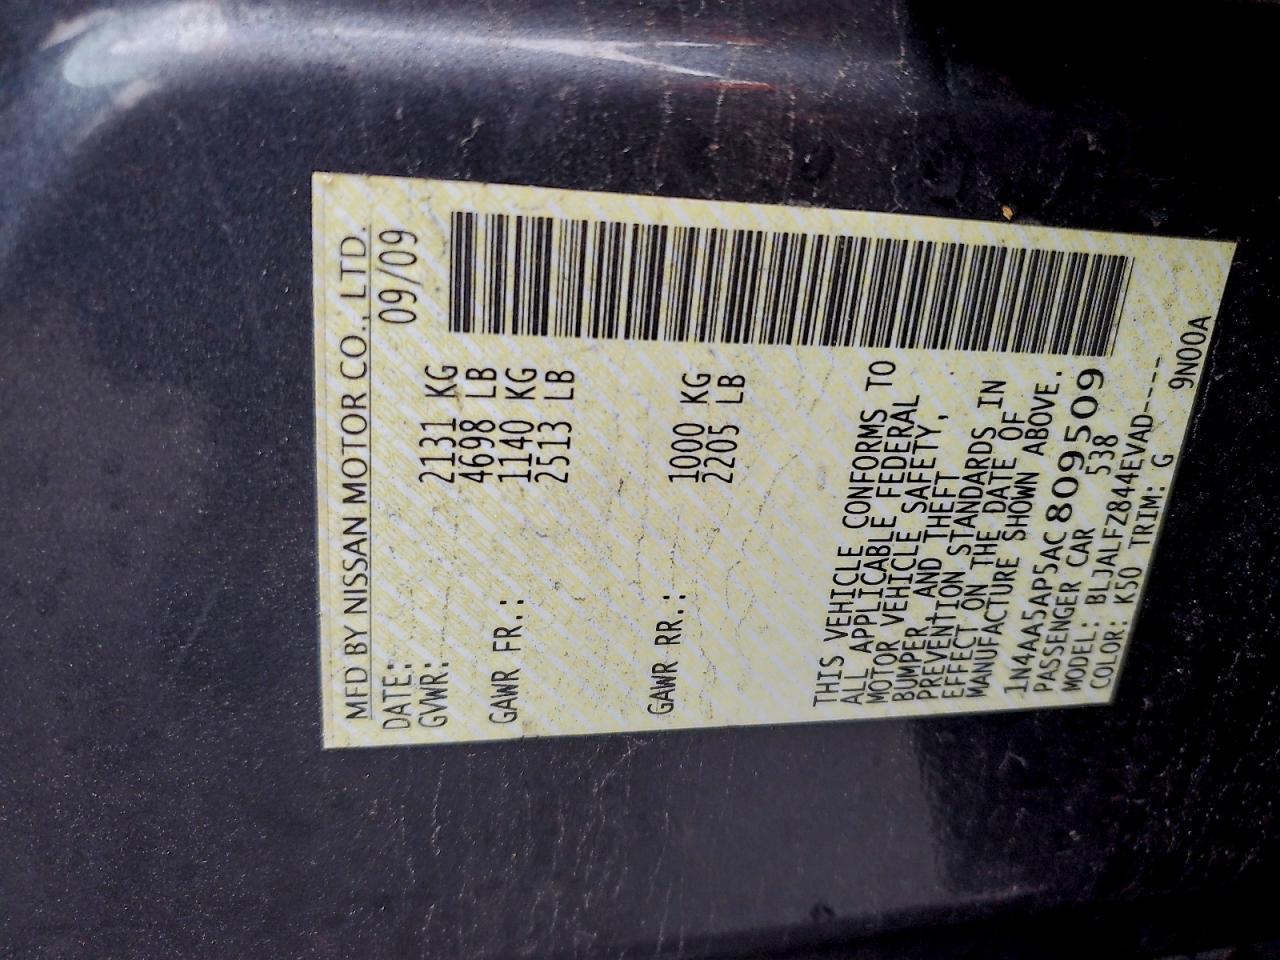 MFD BY NISSAN MOTOR CO., LTD.
DATE: 09/09
GVWR: 2131 KG
4698 LB
GAWR FR.: 1140 KG
2513 LB
GAWR RR.: 1000 KG
2205 LB
THIS VEHICLE CONFORMS TO
ALL APPLICABLE FEDERAL
MOTOR VEHICLE SAFETY,
BUMPER AND THEFT
PREVENTION STANDARDS IN
EFFECT ON THE DATE OF
MANUFACTURE SHOWN ABOVE.
1N4AA5AP5AC809509
PASSENGER CAR 538
MODEL: BLJALFZ844EVAD----
COLOR: K50 TRIM: G 9N00A